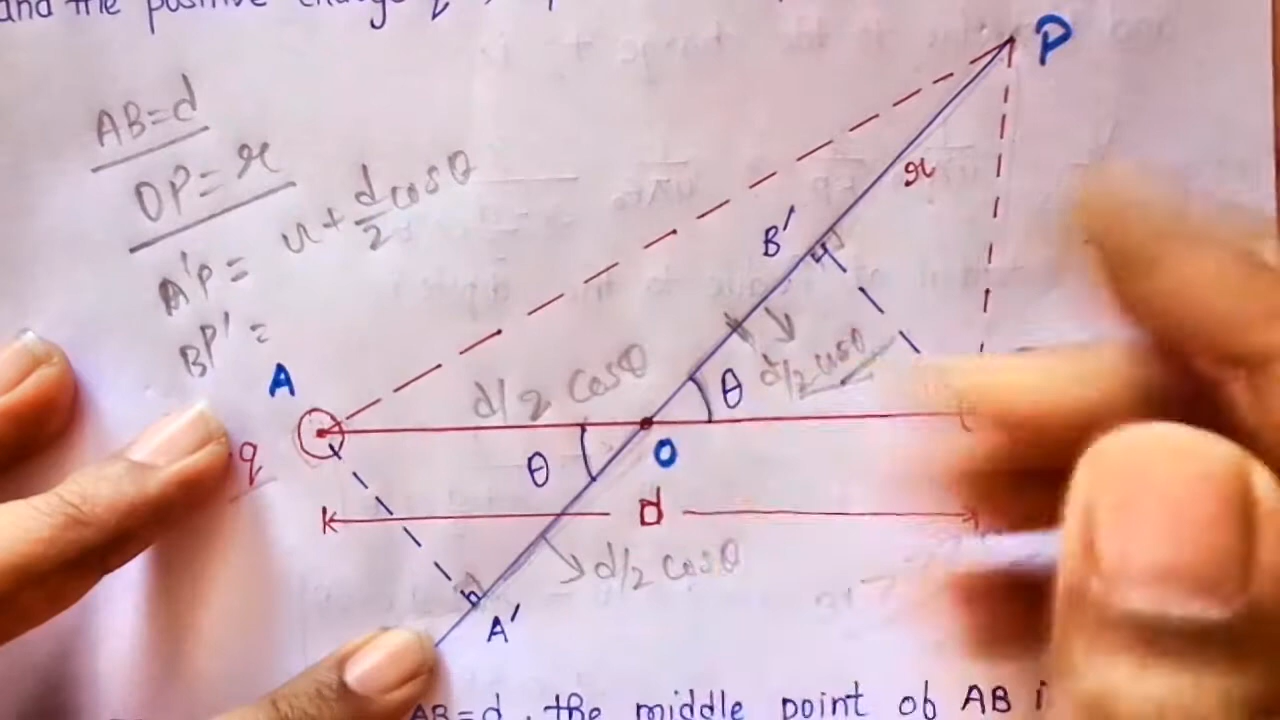 and the positive charge q
P
AB=d
OP=r
A'P= r+d/2 cosθ
BP'=
r
B'
d/2 cosθ
A
d/2 cosθ
θ
q
θ
O
d
d/2 cosθ
A'
AB=d, the middle point of AB i